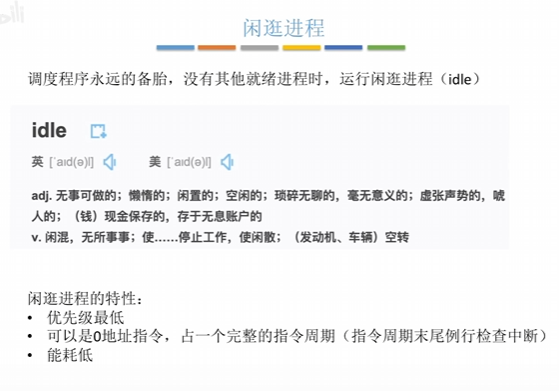 闲逛进程
调度程序永远的备胎，没有其他就绪进程时，运行闲逛进程（idle）
idle
英 [ˈaɪd(ə)l] 美 [ˈaɪd(ə)l]
adj. 无事可做的；懒惰的；闲置的；空闲的；琐碎无聊的，毫无意义的；虚张声势的，唬
人的；（钱）现金保存的，存于无息账户的
v. 闲混，无所事事；使……停止工作，使闲散；（发动机、车辆）空转
闲逛进程的特性：
• 优先级最低
• 可以是0地址指令，占一个完整的指令周期（指令周期末尾例行检查中断）
• 能耗低